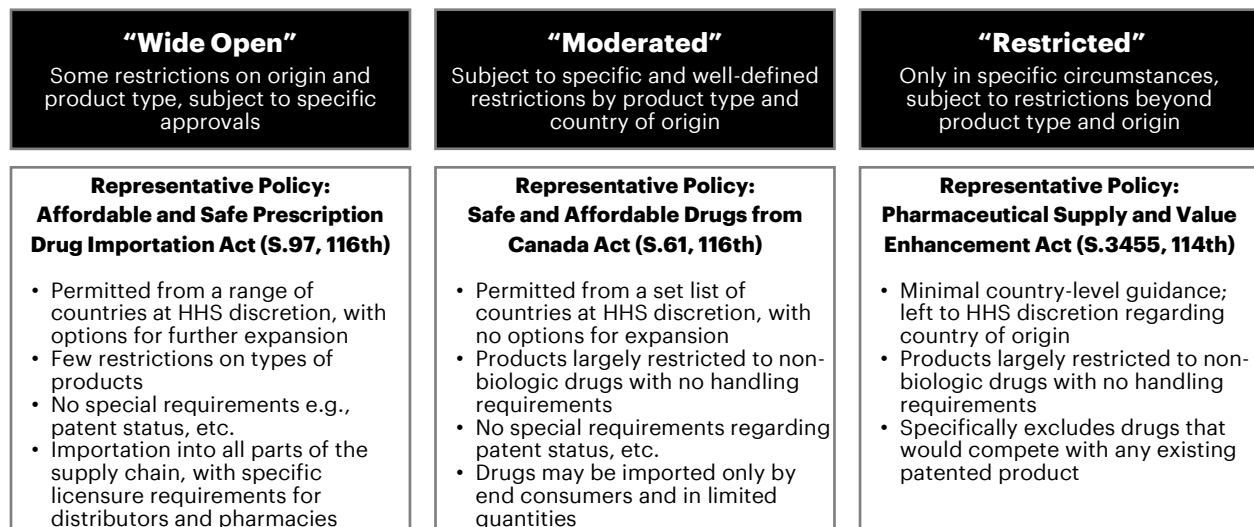 “Wide Open”
Some restrictions on origin and
product type, subject to specific
approvals
“Moderated”
Subject to specific and well-defined
restrictions by product type and
country of origin
“Restricted”
Only in specific circumstances,
subject to restrictions beyond
product type and origin
Representative Policy:
Affordable and Safe Prescription
Drug Importation Act (S.97, 116th)
• Permitted from a range of
countries at HHS discretion, with
options for further expansion
• Few restrictions on types of
products
• No special requirements e.g.,
patent status, etc.
• Importation into all parts of the
supply chain, with specific
licensure requirements for
distributors and pharmacies
Representative Policy:
Safe and Affordable Drugs from
Canada Act (S.61, 116th)
• Permitted from a set list of
countries at HHS discretion, with
no options for expansion
• Products largely restricted to non-
biologic drugs with no handling
requirements
• No special requirements regarding
patent status, etc.
• Drugs may be imported only by
end consumers and in limited
quantities
Representative Policy:
Pharmaceutical Supply and Value
Enhancement Act (S.3455, 114th)
• Minimal country-level guidance;
left to HHS discretion regarding
country of origin
• Products largely restricted to non-
biologic drugs with no handling
requirements
• Specifically excludes drugs that
would compete with any existing
patented product